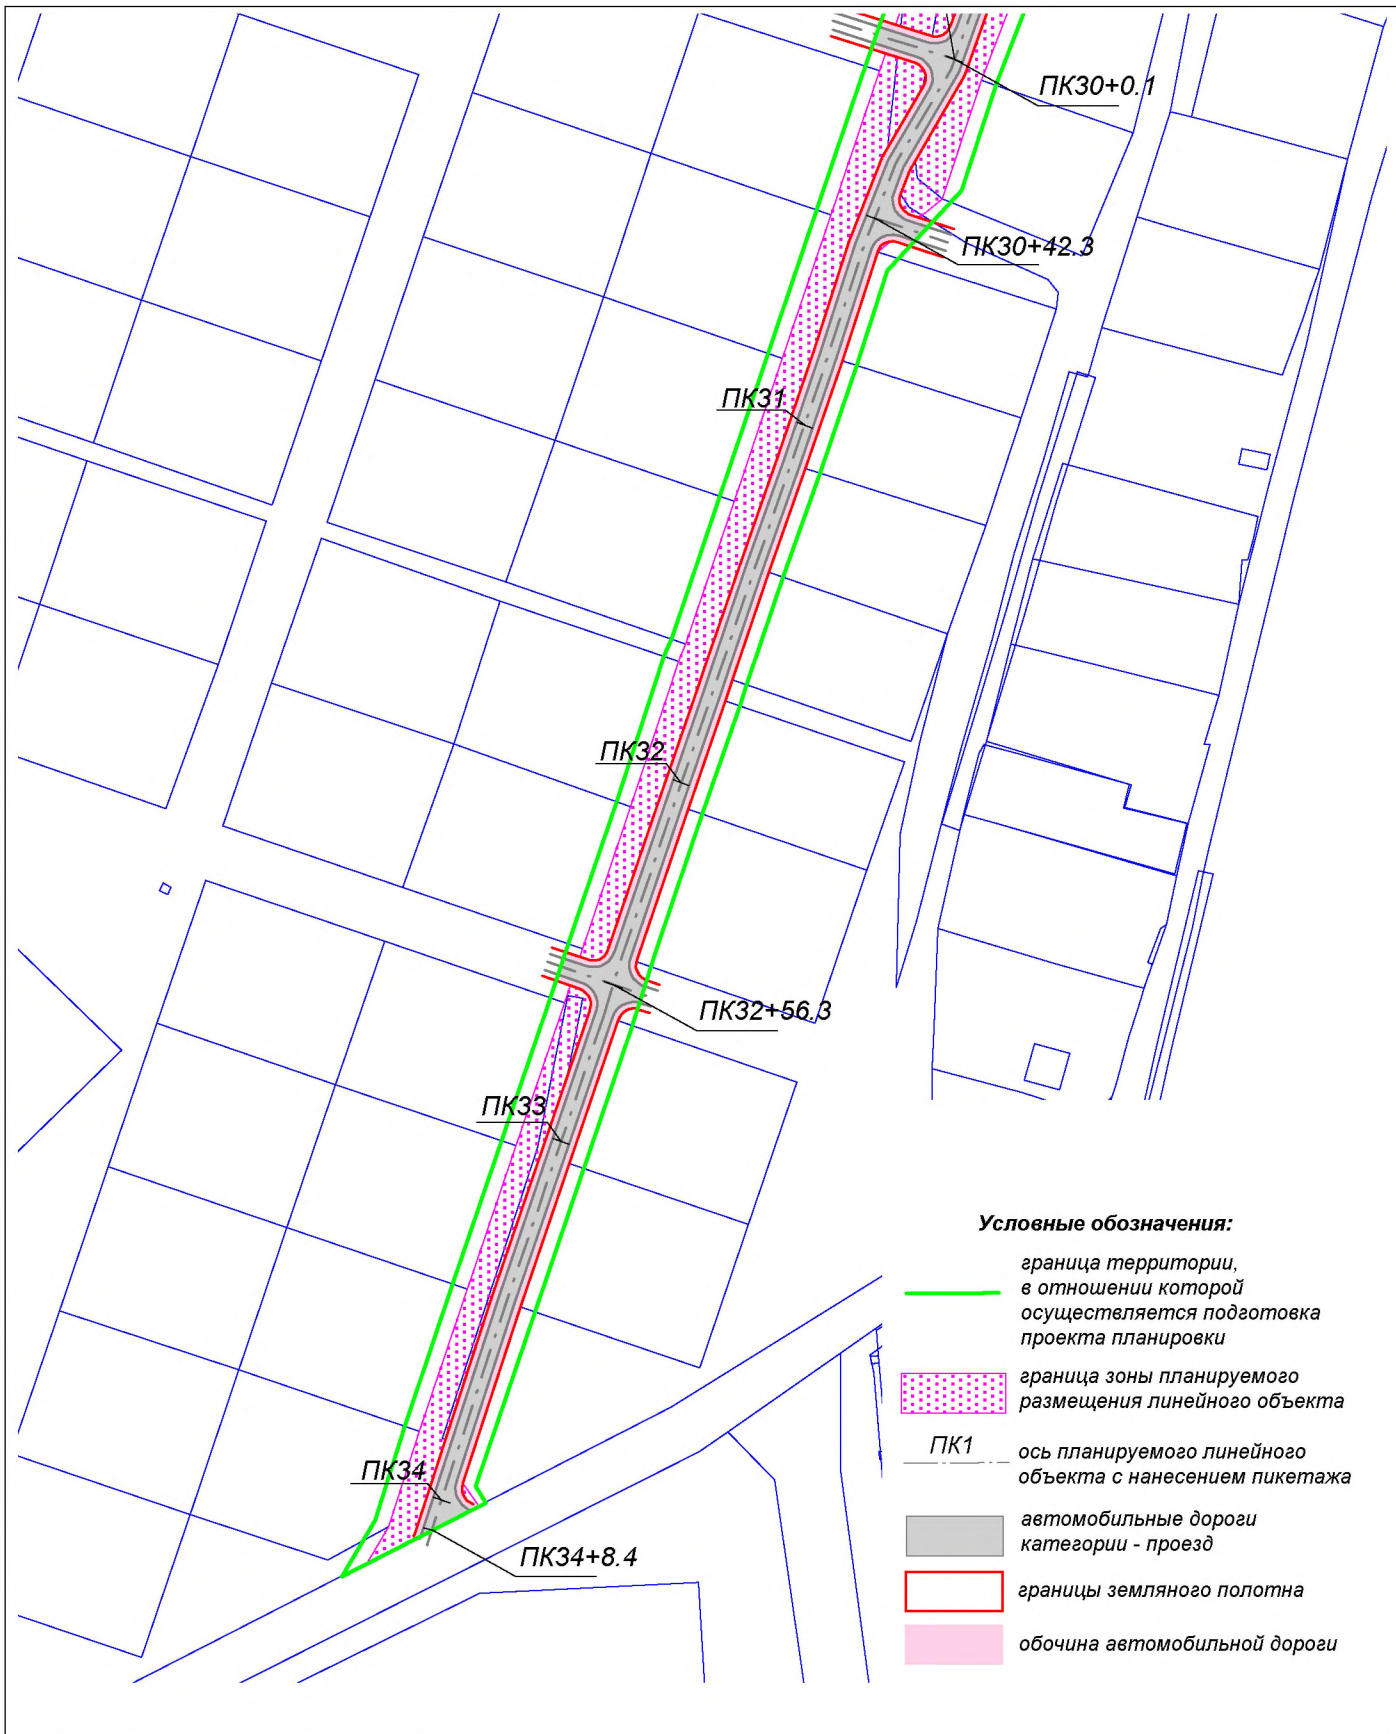 ПК30+0.1
ПК30+42.3
ПК31
ПК32
ПК32+56.3
ПК33
ПК34
ПК34+8.4
Условные обозначения:
граница территории,
в отношении которой
осуществляется подготовка
проекта планировки
граница зоны планируемого
размещения линейного объекта
ПК1
ось планируемого линейного
объекта с нанесением пикетажа
автомобильные дороги
категории - проезд
границы земляного полотна
обочина автомобильной дороги